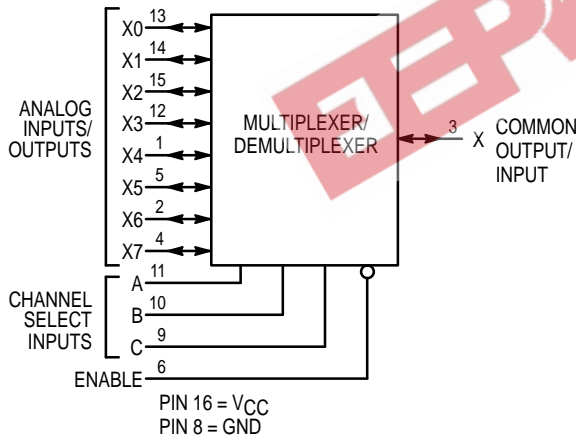 X0 13
X1 14
X2 15
X3 12
X4 1
X5 5
X6 2
X7 4
ANALOG
INPUTS/
OUTPUTS
MULTIPLEXER/
DEMULTIPLEXER
3 X COMMON
OUTPUT/
INPUT
A 11
B 10
C 9
CHANNEL
SELECT
INPUTS
ENABLE 6
PIN 16 = VCC
PIN 8 = GND